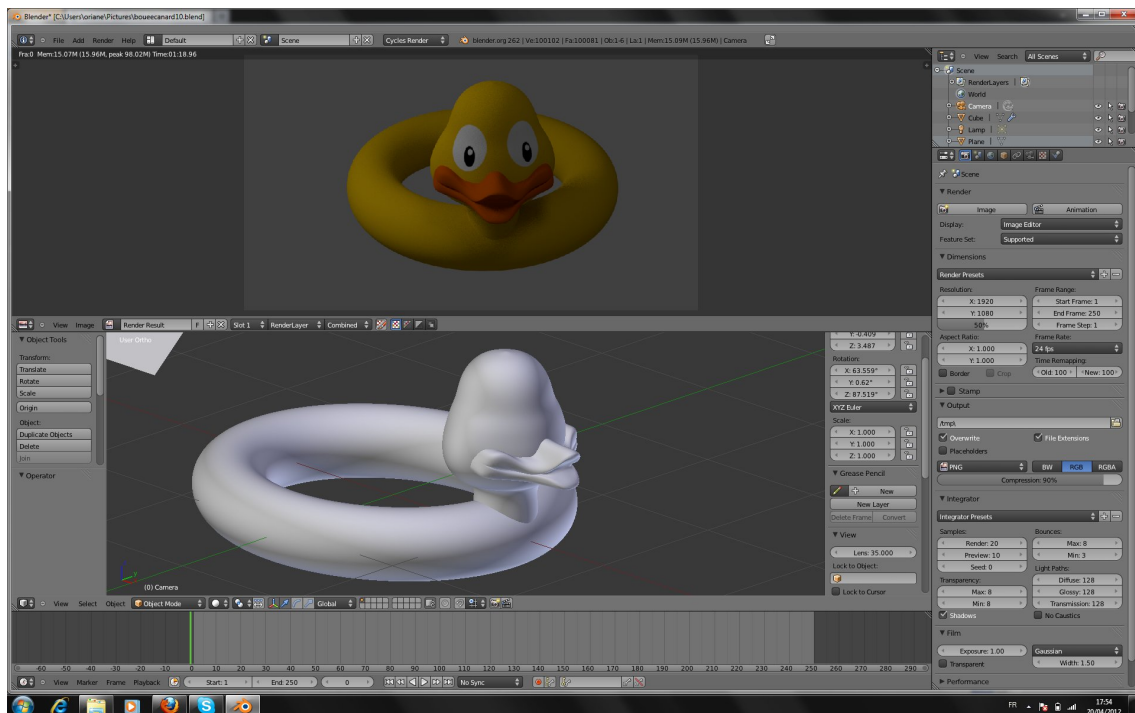 Blender* [C:\Users\oriane\Pictures\boueecanard10.blend]
File Add Render Help Default Scene Cycles Render blender.org 262 | Ve:100102 | Fa:100081 | Ob:1-6 | La:1 | Mem:15.09M (15.96M) | Camera
Fra:0 Mem:15.07M (15.96M, peak 98.02M) Time:01:18.96
View Search All Scenes
Scene
RenderLayers |
World
Camera |
Cube |
Lamp |
Plane |
Scene
Render
Image Animation
Display: Image Editor
Feature Set: Supported
Dimensions
Render Presets
Resolution: Frame Range:
X: 1920 Start Frame: 1
Y: 1080 End Frame: 250
50% Frame Step: 1
Aspect Ratio: Frame Rate:
X: 1.000 24 fps
Y: 1.000 Time Remapping:
Border Crop Old: 100 New: 100
Stamp
Output
/tmp\
Overwrite File Extensions
Placeholders
PNG BW RGB RGBA
Compression: 90%
Integrator
Integrator Presets
Samples: Bounces:
Render: 20 Max: 8
Preview: 10 Min: 3
Seed: 0 Light Paths:
Transparency: Diffuse: 128
Max: 8 Glossy: 128
Min: 8 Transmission: 128
Shadows No Caustics
Film
Exposure: 1.00 Gaussian
Transparent Width: 1.50
Performance
View Image Render Result F Slot 1 RenderLayer Combined
Object Tools
Transform:
Translate
Rotate
Scale
Origin
Object:
Duplicate Objects
Delete
Join
Operator
User Ortho
y
(0) Camera
Y: -0.409
Z: 3.487
Rotation:
X: 63.559°
Y: 0.62°
Z: 87.519°
XYZ Euler
Scale:
X: 1.000
Y: 1.000
Z: 1.000
Grease Pencil
New
New Layer
Delete Frame Convert
View
Lens: 35.000
Lock to Object:
Lock to Cursor
View Select Object Object Mode Global
-60 -50 -40 -30 -20 -10 0 10 20 30 40 50 60 70 80 90 100 110 120 130 140 150 160 170 180 190 200 210 220 230 240 250 260 270 280 290
View Marker Frame Playback Start: 1 End: 250 0 No Sync
FR 17:54
20/04/2012